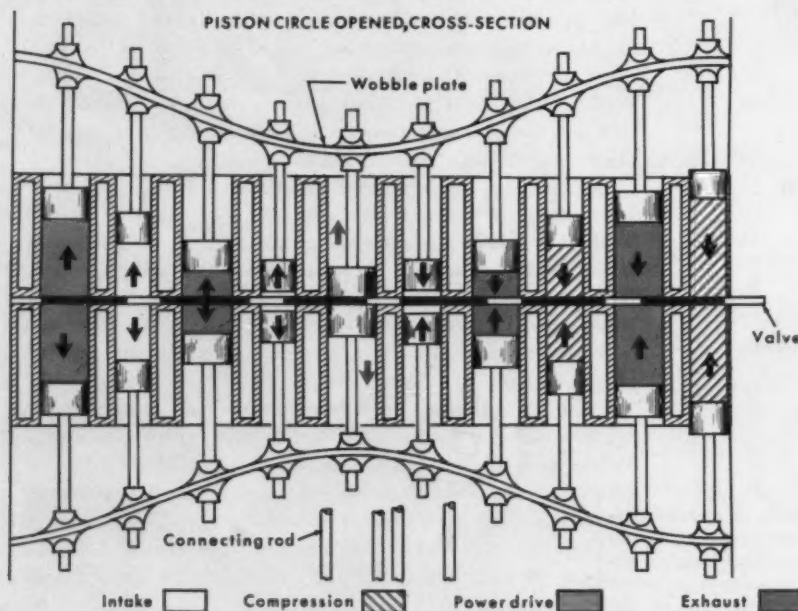 PISTON CIRCLE OPENED,CROSS-SECTION
Wobble plate
Valve
Connecting rod
Intake
Compression
Power drive
Exhaust